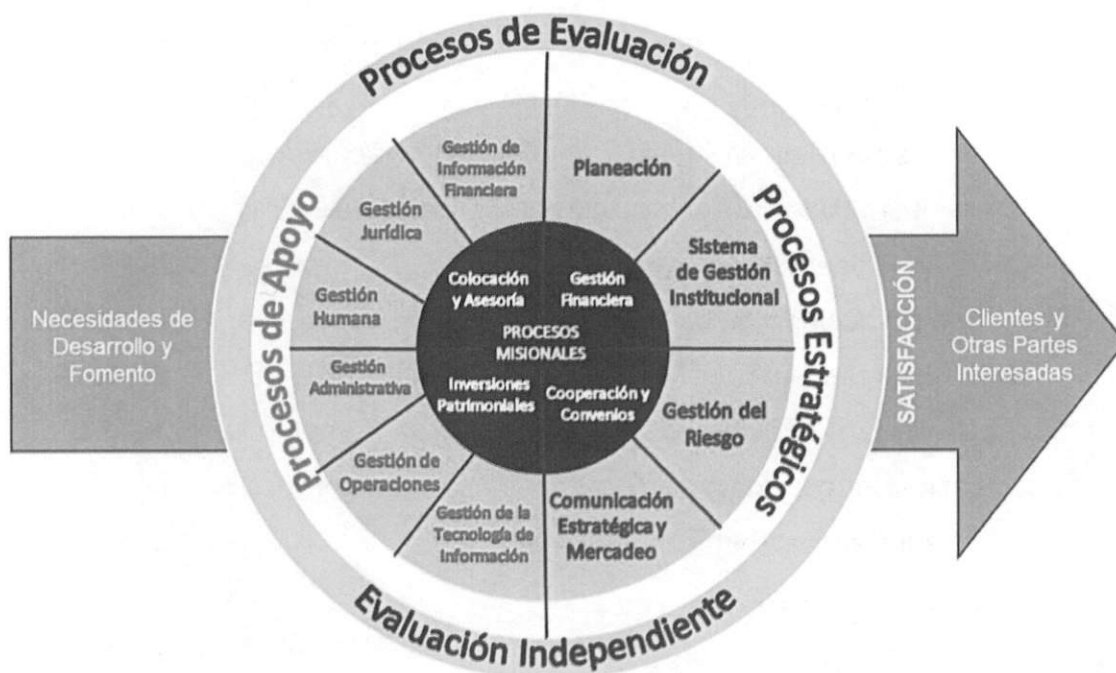 Procesos de Evaluación
Procesos de Apoyo
Procesos Estratégicos
Evaluación Independiente
Necesidades de
Desarrollo y
Fomento
Gestión de
Información
Financiera
Gestión
Jurídica
Gestión
Humana
Gestión
Administrativa
Gestión de
Operaciones
Gestión de la
Tecnología de
Información
Planeación
Sistema
de Gestión
Institucional
Gestión del
Riesgo
Comunicación
Estratégica y
Mercadeo
Colocación
y Asesoría
Gestión
Financiera
PROCESOS
MISIONALES
Inversiones
Patrimoniales
Cooperación y
Convenios
SATISFACCIÓN
Clientes y
Otras Partes
Interesadas